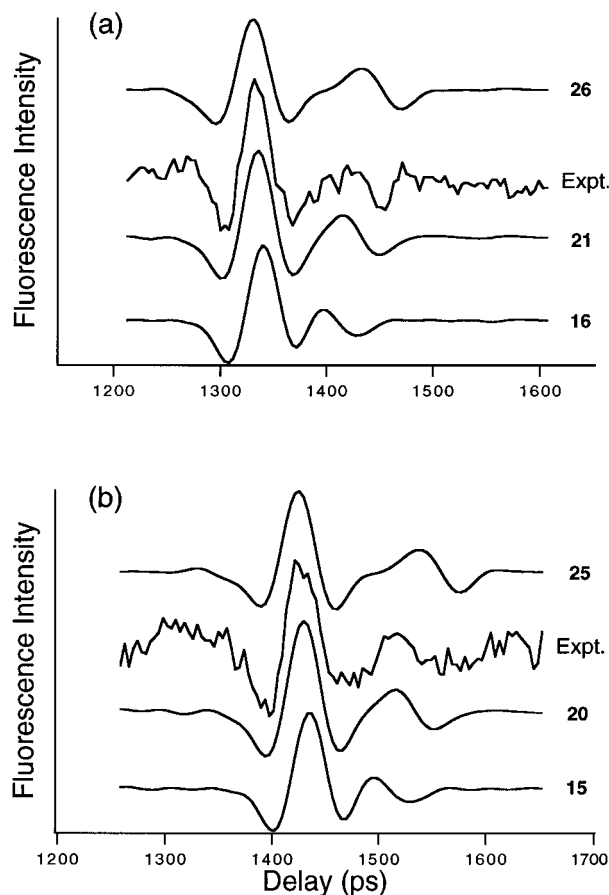 (a)
Fluorescence Intensity
26
Expt.
21
16
1200 1300 1400 1500 1600
(b)
Fluorescence Intensity
25
Expt.
20
15
1200 1300 1400 1500 1600 1700
Delay (ps)